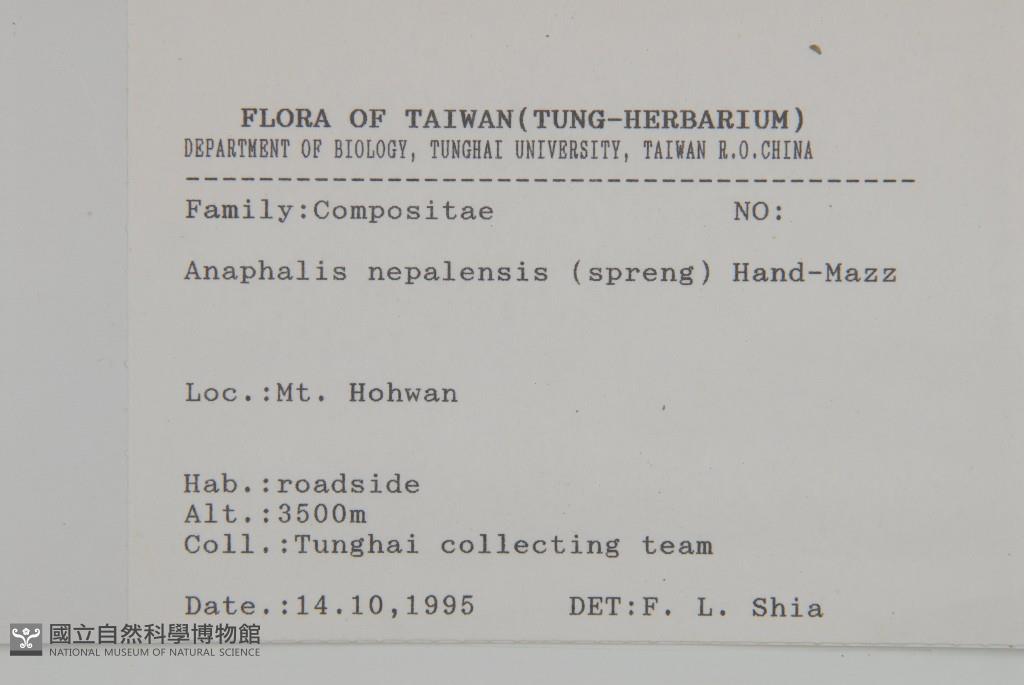 FLORA OF TAIWAN(TUNG-HERBARIUM)
DEPARTMENT OF BIOLOGY, TUNGHAI UNIVERSITY, TAIWAN R.O.CHINA
----------------------------------------
Family:Compositae NO:
Anaphalis nepalensis (spreng) Hand-Mazz
Loc.:Mt. Hohwan
Hab.:roadside
Alt.:3500m
Coll.:Tunghai collecting team
Date.:14.10,1995 DET:F. L. Shia
國立自然科學博物館
NATIONAL MUSEUM OF NATURAL SCIENCE